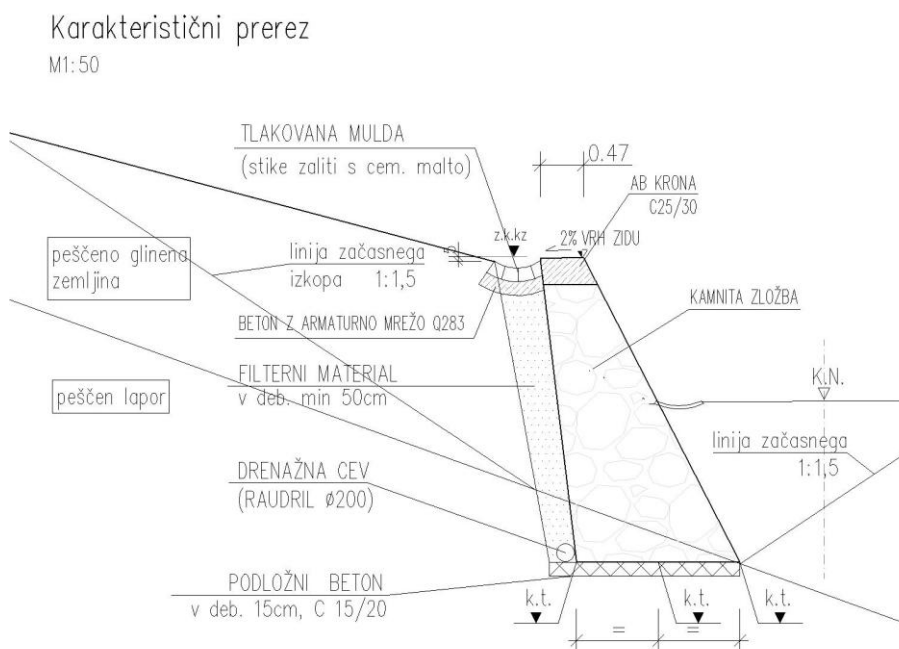 Karakteristični prerez
M1:50
TLAKOVANA MULDA
(stike zaliti s cem. malto)
0.47
AB KRONA
C25/30
z.k.kz
2% VRH ZIDU
5
peščeno glinena
zemljina
linija začasnega
izkopa 1:1,5
KAMNITA ZLOŽBA
BETON Z ARMATURNO MREŽO Q283
FILTERNI MATERIAL
v deb. min 50cm
K.N.
peščen lapor
linija začasnega
1:1,5
DRENAŽNA CEV
(RAUDRIL ø200)
PODLOŽNI BETON
v deb. 15cm, C 15/20
k.t.
k.t.
k.t.
=
=